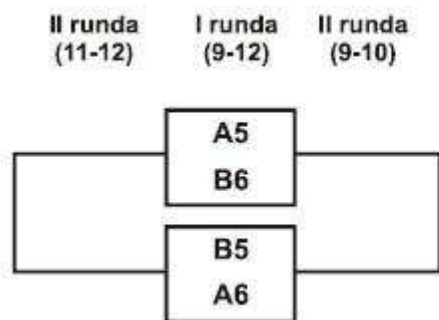 II runda I runda II runda
(11-12) (9-12) (9-10)
A5
B6
B5
A6